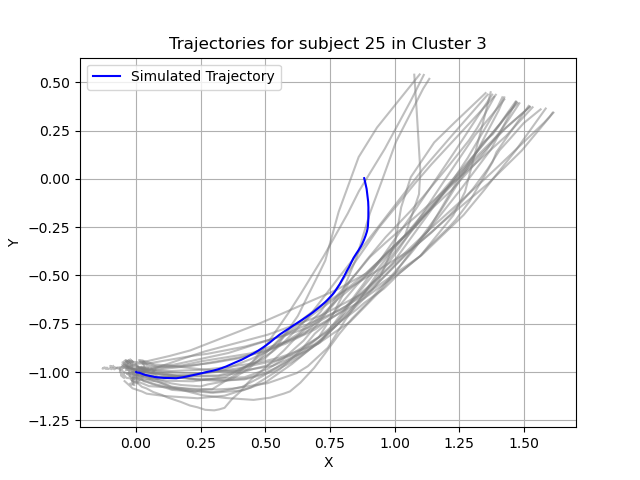 Trajectories for subject 25 in Cluster 3
Simulated Trajectory
Y
0.50
0.25
0.00
−0.25
−0.50
−0.75
−1.00
−1.25
0.00 0.25 0.50 0.75 1.00 1.25 1.50
X